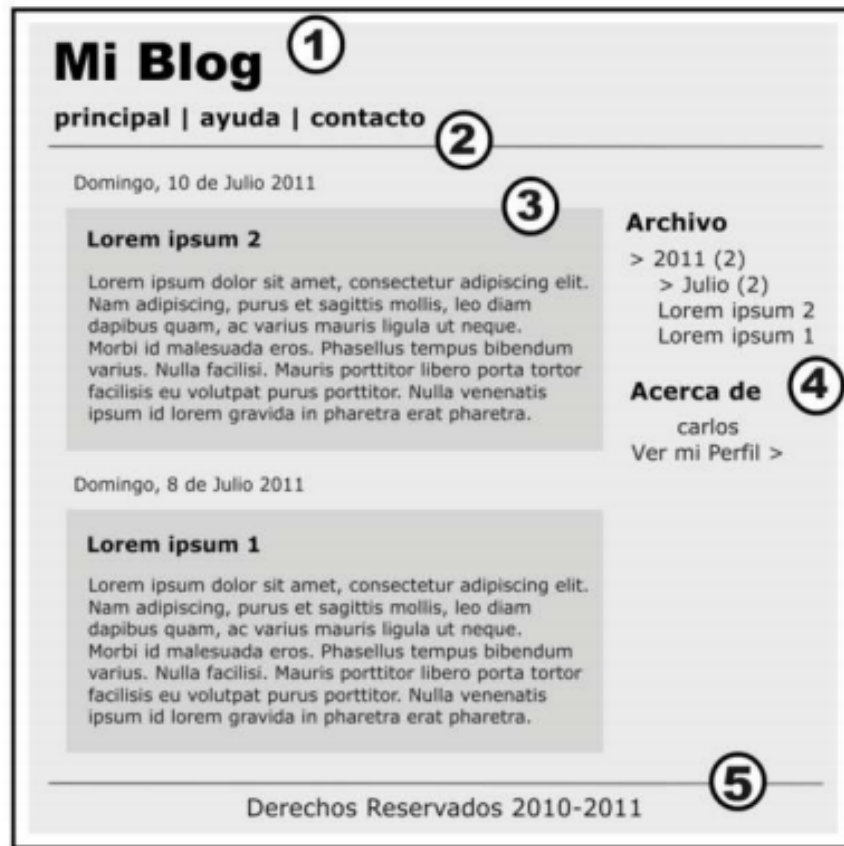 Mi Blog
1
principal | ayuda | contacto
2
Domingo, 10 de Julio 2011
3
Lorem ipsum 2
Lorem ipsum dolor sit amet, consectetur adipiscing elit.
Nam adipiscing, purus et sagittis mollis, leo diam
dapibus quam, ac varius mauris ligula ut neque.
Morbi id malesuada eros. Phasellus tempus bibendum
varius. Nulla facilisi. Mauris porttitor libero porta tortor
facilisis eu volutpat purus porttitor. Nulla venenatis
ipsum id lorem gravida in pharetra erat pharetra.
Domingo, 8 de Julio 2011
Lorem ipsum 1
Lorem ipsum dolor sit amet, consectetur adipiscing elit.
Nam adipiscing, purus et sagittis mollis, leo diam
dapibus quam, ac varius mauris ligula ut neque.
Morbi id malesuada eros. Phasellus tempus bibendum
varius. Nulla facilisi. Mauris porttitor libero porta tortor
facilisis eu volutpat purus porttitor. Nulla venenatis
ipsum id lorem gravida in pharetra erat pharetra.
Archivo
> 2011 (2)
> Julio (2)
Lorem ipsum 2
Lorem ipsum 1
Acerca de
4
carlos
Ver mi Perfil >
5
Derechos Reservados 2010-2011